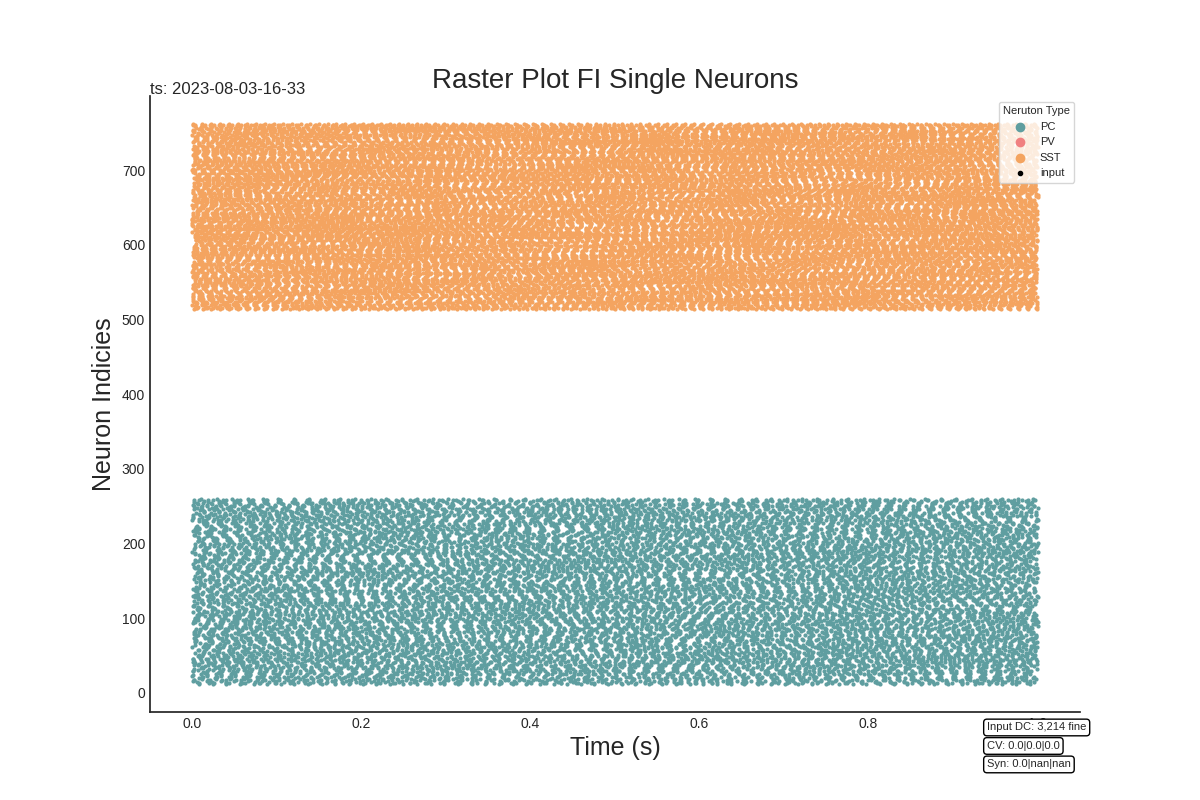 Raster Plot FI Single Neurons
ts: 2023-08-03-16-33
Neruton Type
PC
PV
SST
input
700
600
500
400
300
200
100
0
Neuron Indicies
0.0 0.2 0.4 0.6 0.8
Time (s)
Input DC: 3,214 fine
CV: 0.0|0.0|0.0
Syn: 0.0|nan|nan